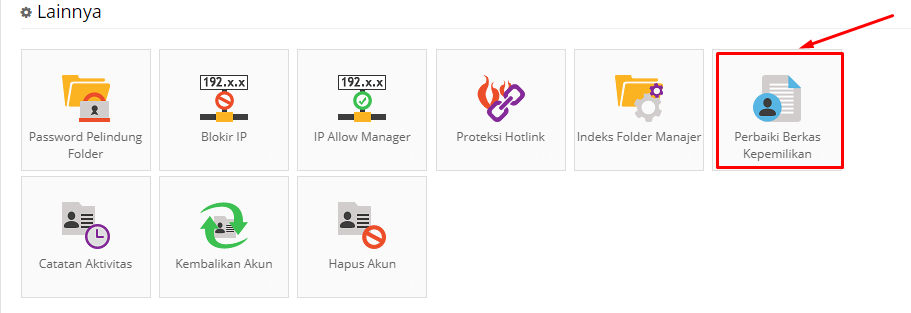 Lainnya
192.x.x
192.x.x
Password Pelindung
Folder
Blokir IP
IP Allow Manager
Proteksi Hotlink
Indeks Folder Manajer
Perbaiki Berkas
Kepemilikan
Catatan Aktivitas
Kembalikan Akun
Hapus Akun